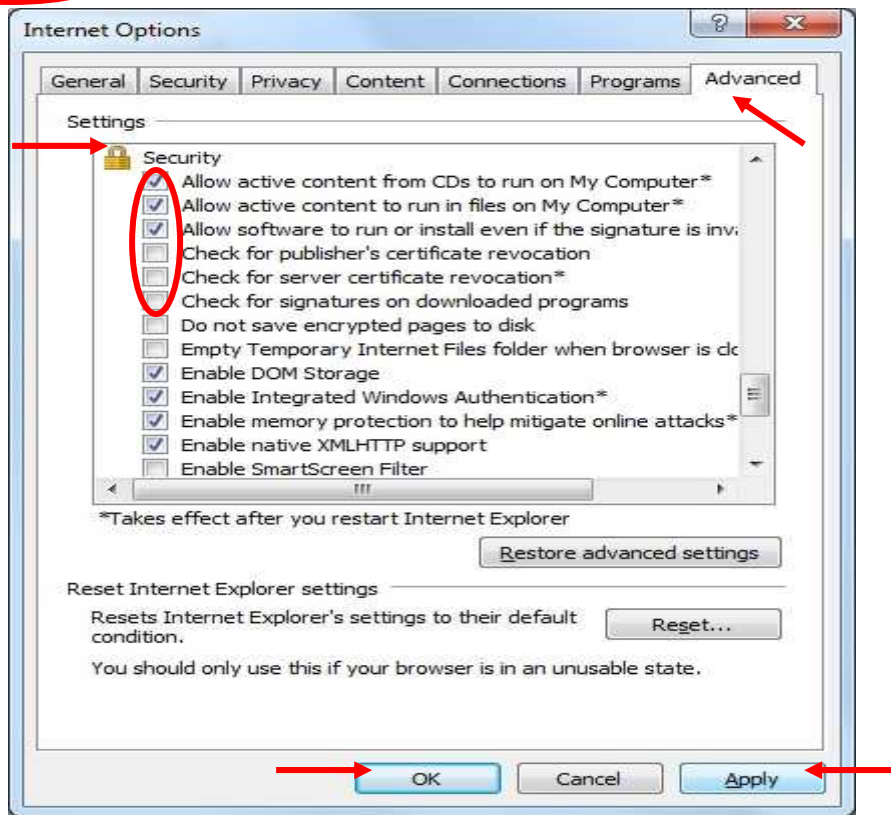 Internet Options
General Security Privacy Content Connections Programs Advanced
Settings
Security
Allow active content from CDs to run on My Computer*
Allow active content to run in files on My Computer*
Allow software to run or install even if the signature is inva
Check for publisher's certificate revocation
Check for server certificate revocation*
Check for signatures on downloaded programs
Do not save encrypted pages to disk
Empty Temporary Internet Files folder when browser is clo
Enable DOM Storage
Enable Integrated Windows Authentication*
Enable memory protection to help mitigate online attacks*
Enable native XMLHTTP support
Enable SmartScreen Filter
*Takes effect after you restart Internet Explorer
Restore advanced settings
Reset Internet Explorer settings
Resets Internet Explorer's settings to their default
condition.
Reset...
You should only use this if your browser is in an unusable state.
OK Cancel Apply